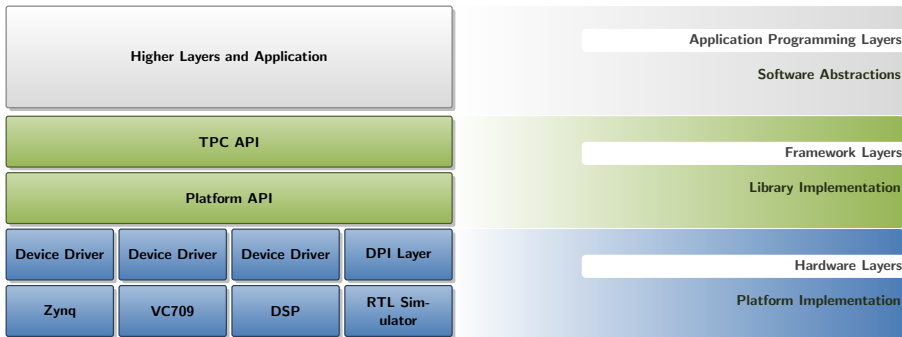 Higher Layers and Application
Application Programming Layers
Software Abstractions
TPC API
Framework Layers
Platform API
Library Implementation
Device Driver
Device Driver
Device Driver
DPI Layer
Hardware Layers
Zynq
VC709
DSP
RTL Sim-
ulator
Platform Implementation